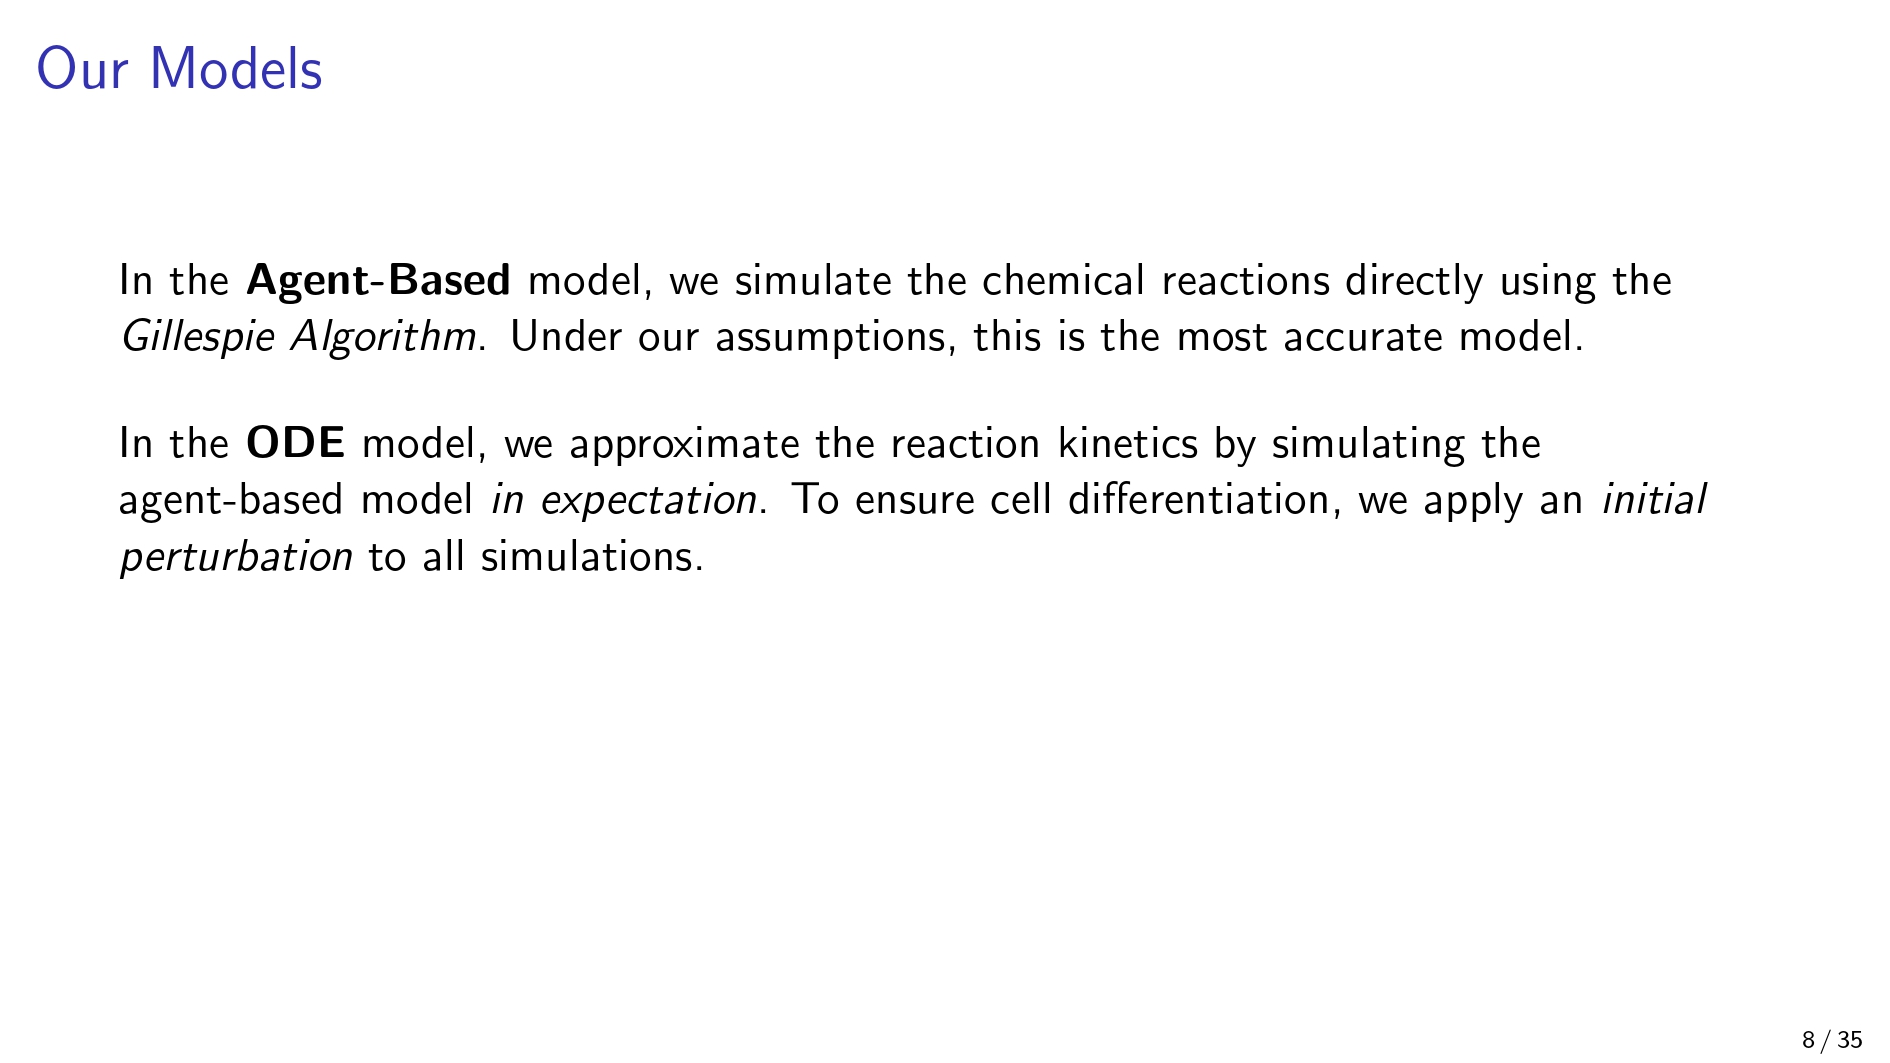 Our Models
In the Agent-Based model, we simulate the chemical reactions directly using the
Gillespie Algorithm. Under our assumptions, this is the most accurate model.
In the ODE model, we approximate the reaction kinetics by simulating the
agent-based model in expectation. To ensure cell differentiation, we apply an initial
perturbation to all simulations.
8 / 35